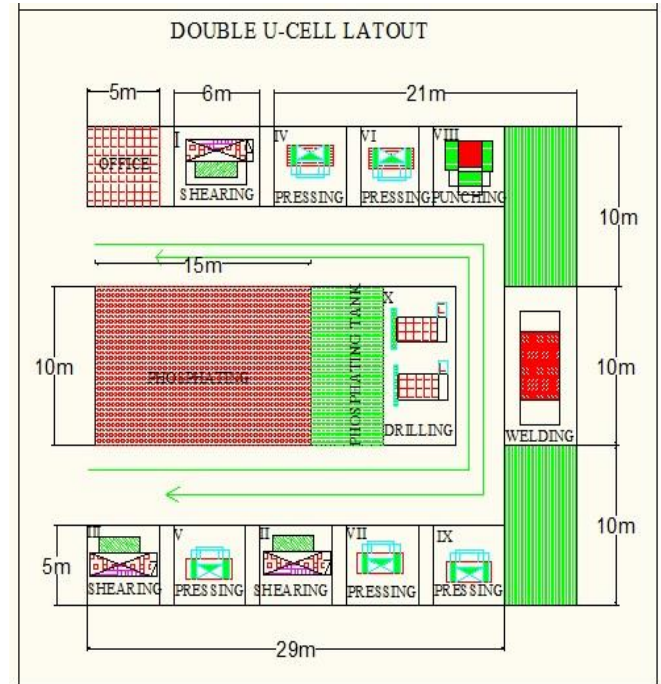 DOUBLE U-CELL LATOUT
5m 6m 21m
I IV VI VIII
OFFICE
SHEARING PRESSING PRESSING PUNCHING
10m
15m
X
10m PHOSPHATING PHOSPHATING TANK 10m
DRILLING WELDING
III V II VII IX
10m
5m
SHEARING PRESSING SHEARING PRESSING PRESSING
29m